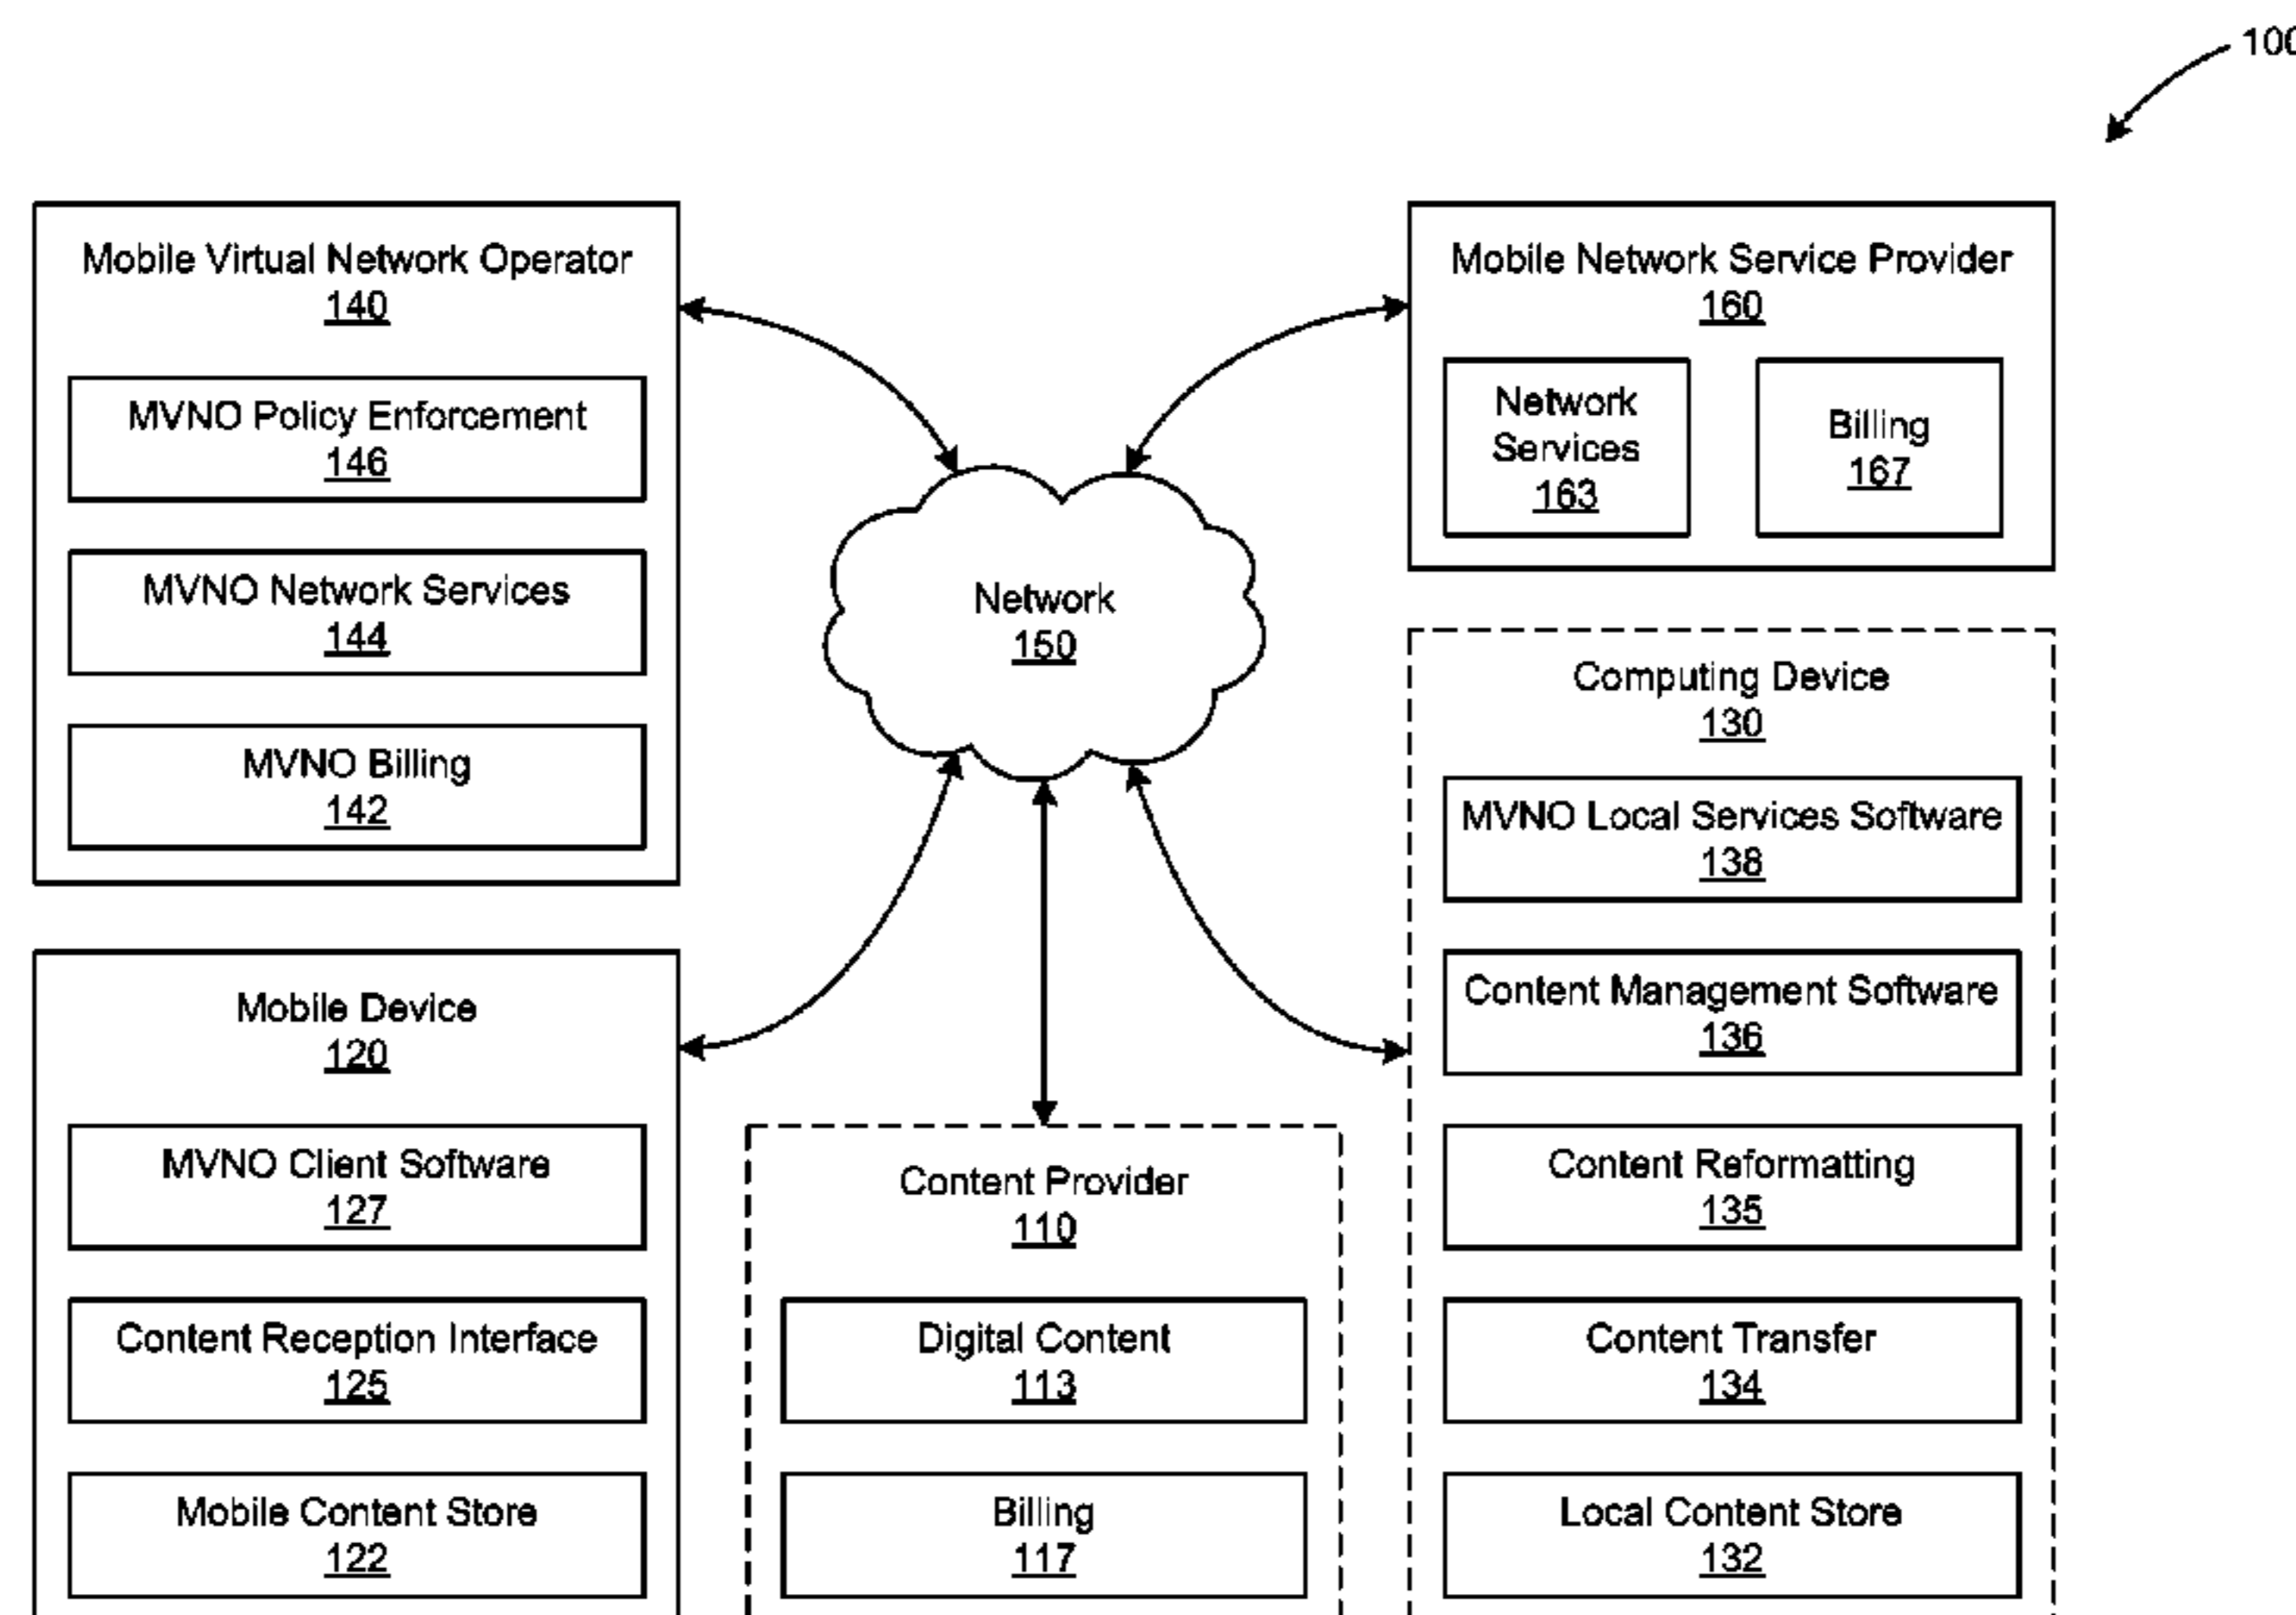 100
Mobile Virtual Network Operator
140
MVNO Policy Enforcement
146
MVNO Network Services
144
MVNO Billing
142
Mobile Network Service Provider
160
Network
Services
163
Billing
167
Network
150
Computing Device
130
MVNO Local Services Software
138
Content Management Software
136
Content Reformatting
135
Content Transfer
134
Local Content Store
132
Mobile Device
120
MVNO Client Software
127
Content Reception Interface
125
Mobile Content Store
122
Content Provider
110
Digital Content
113
Billing
117